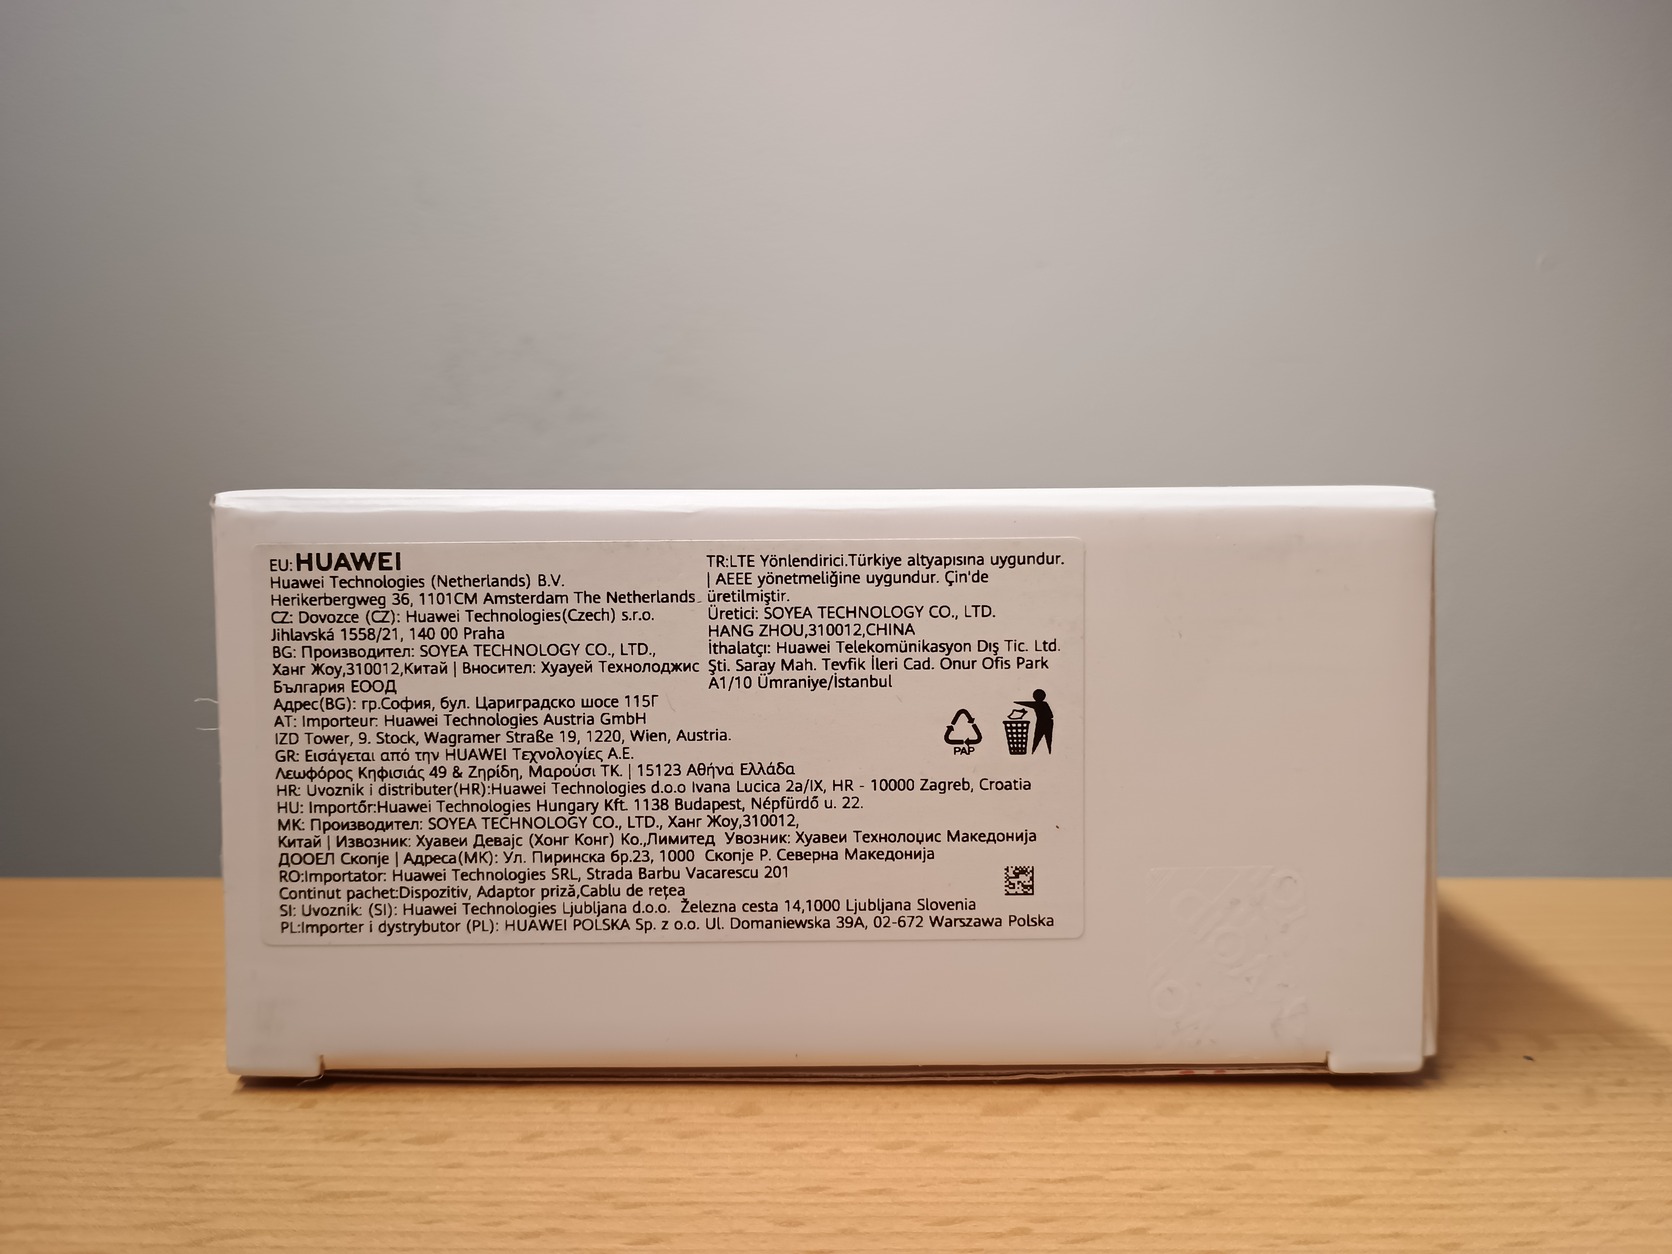 EU:HUAWEI
Huawei Technologies (Netherlands) B.V.
Herikerbergweg 36, 1101CM Amsterdam The Netherlands
CZ: Dovozce (CZ): Huawei Technologies(Czech) s.r.o.
Jihlavská 1558/21, 140 00 Praha
BG: Производител: SOYEA TECHNOLOGY CO., LTD.,
Ханг Жоу,310012,Китай | Вносител: Хуауей Технолоджис
България ЕООД
Адрес(BG): гр.София, бул. Цариградско шосе 115Г
AT: Importeur: Huawei Technologies Austria GmbH
IZD Tower, 9. Stock, Wagramer Straße 19, 1220, Wien, Austria.
GR: Εισάγεται από την HUAWEI Τεχνολογίες Α.Ε.
Λεωφόρος Κηφισιάς 49 & Ζηρίδη, Μαρούσι ΤΚ. | 15123 Αθήνα Ελλάδα
HR: Uvoznik i distributer(HR):Huawei Technologies d.o.o Ivana Lucica 2a/IX, HR - 10000 Zagreb, Croatia
HU: Importőr:Huawei Technologies Hungary Kft. 1138 Budapest, Népfürdő u. 22.
MK: Производител: SOYEA TECHNOLOGY CO., LTD., Ханг Жоу,310012,
Китај | Извозник: Хуавеи Девајс (Хонг Конг) Ко.,Лимитед Увозник: Хуавеи Технолоџис Македонија
ДООЕЛ Скопје | Адреса(MK): Ул. Пиринска бр.23, 1000 Скопје Р. Северна Македонија
RO:Importator: Huawei Technologies SRL, Strada Barbu Vacarescu 201
Continut pachet:Dispozitiv, Adaptor priză,Cablu de rețea
SI: Uvoznik: (SI): Huawei Technologies Ljubljana d.o.o. Železna cesta 14,1000 Ljubljana Slovenia
PL:Importer i dystrybutor (PL): HUAWEI POLSKA Sp. z o.o. Ul. Domaniewska 39A, 02-672 Warszawa Polska
TR:LTE Yönlendirici.Türkiye altyapısına uygundur.
| AEEE yönetmeliğine uygundur. Çin'de
üretilmiştir.
Üretici: SOYEA TECHNOLOGY CO., LTD.
HANG ZHOU,310012,CHINA
İthalatçı: Huawei Telekomünikasyon Dış Tic. Ltd.
Şti. Saray Mah. Tevfik İleri Cad. Onur Ofis Park
A1/10 Ümraniye/İstanbul
PAP